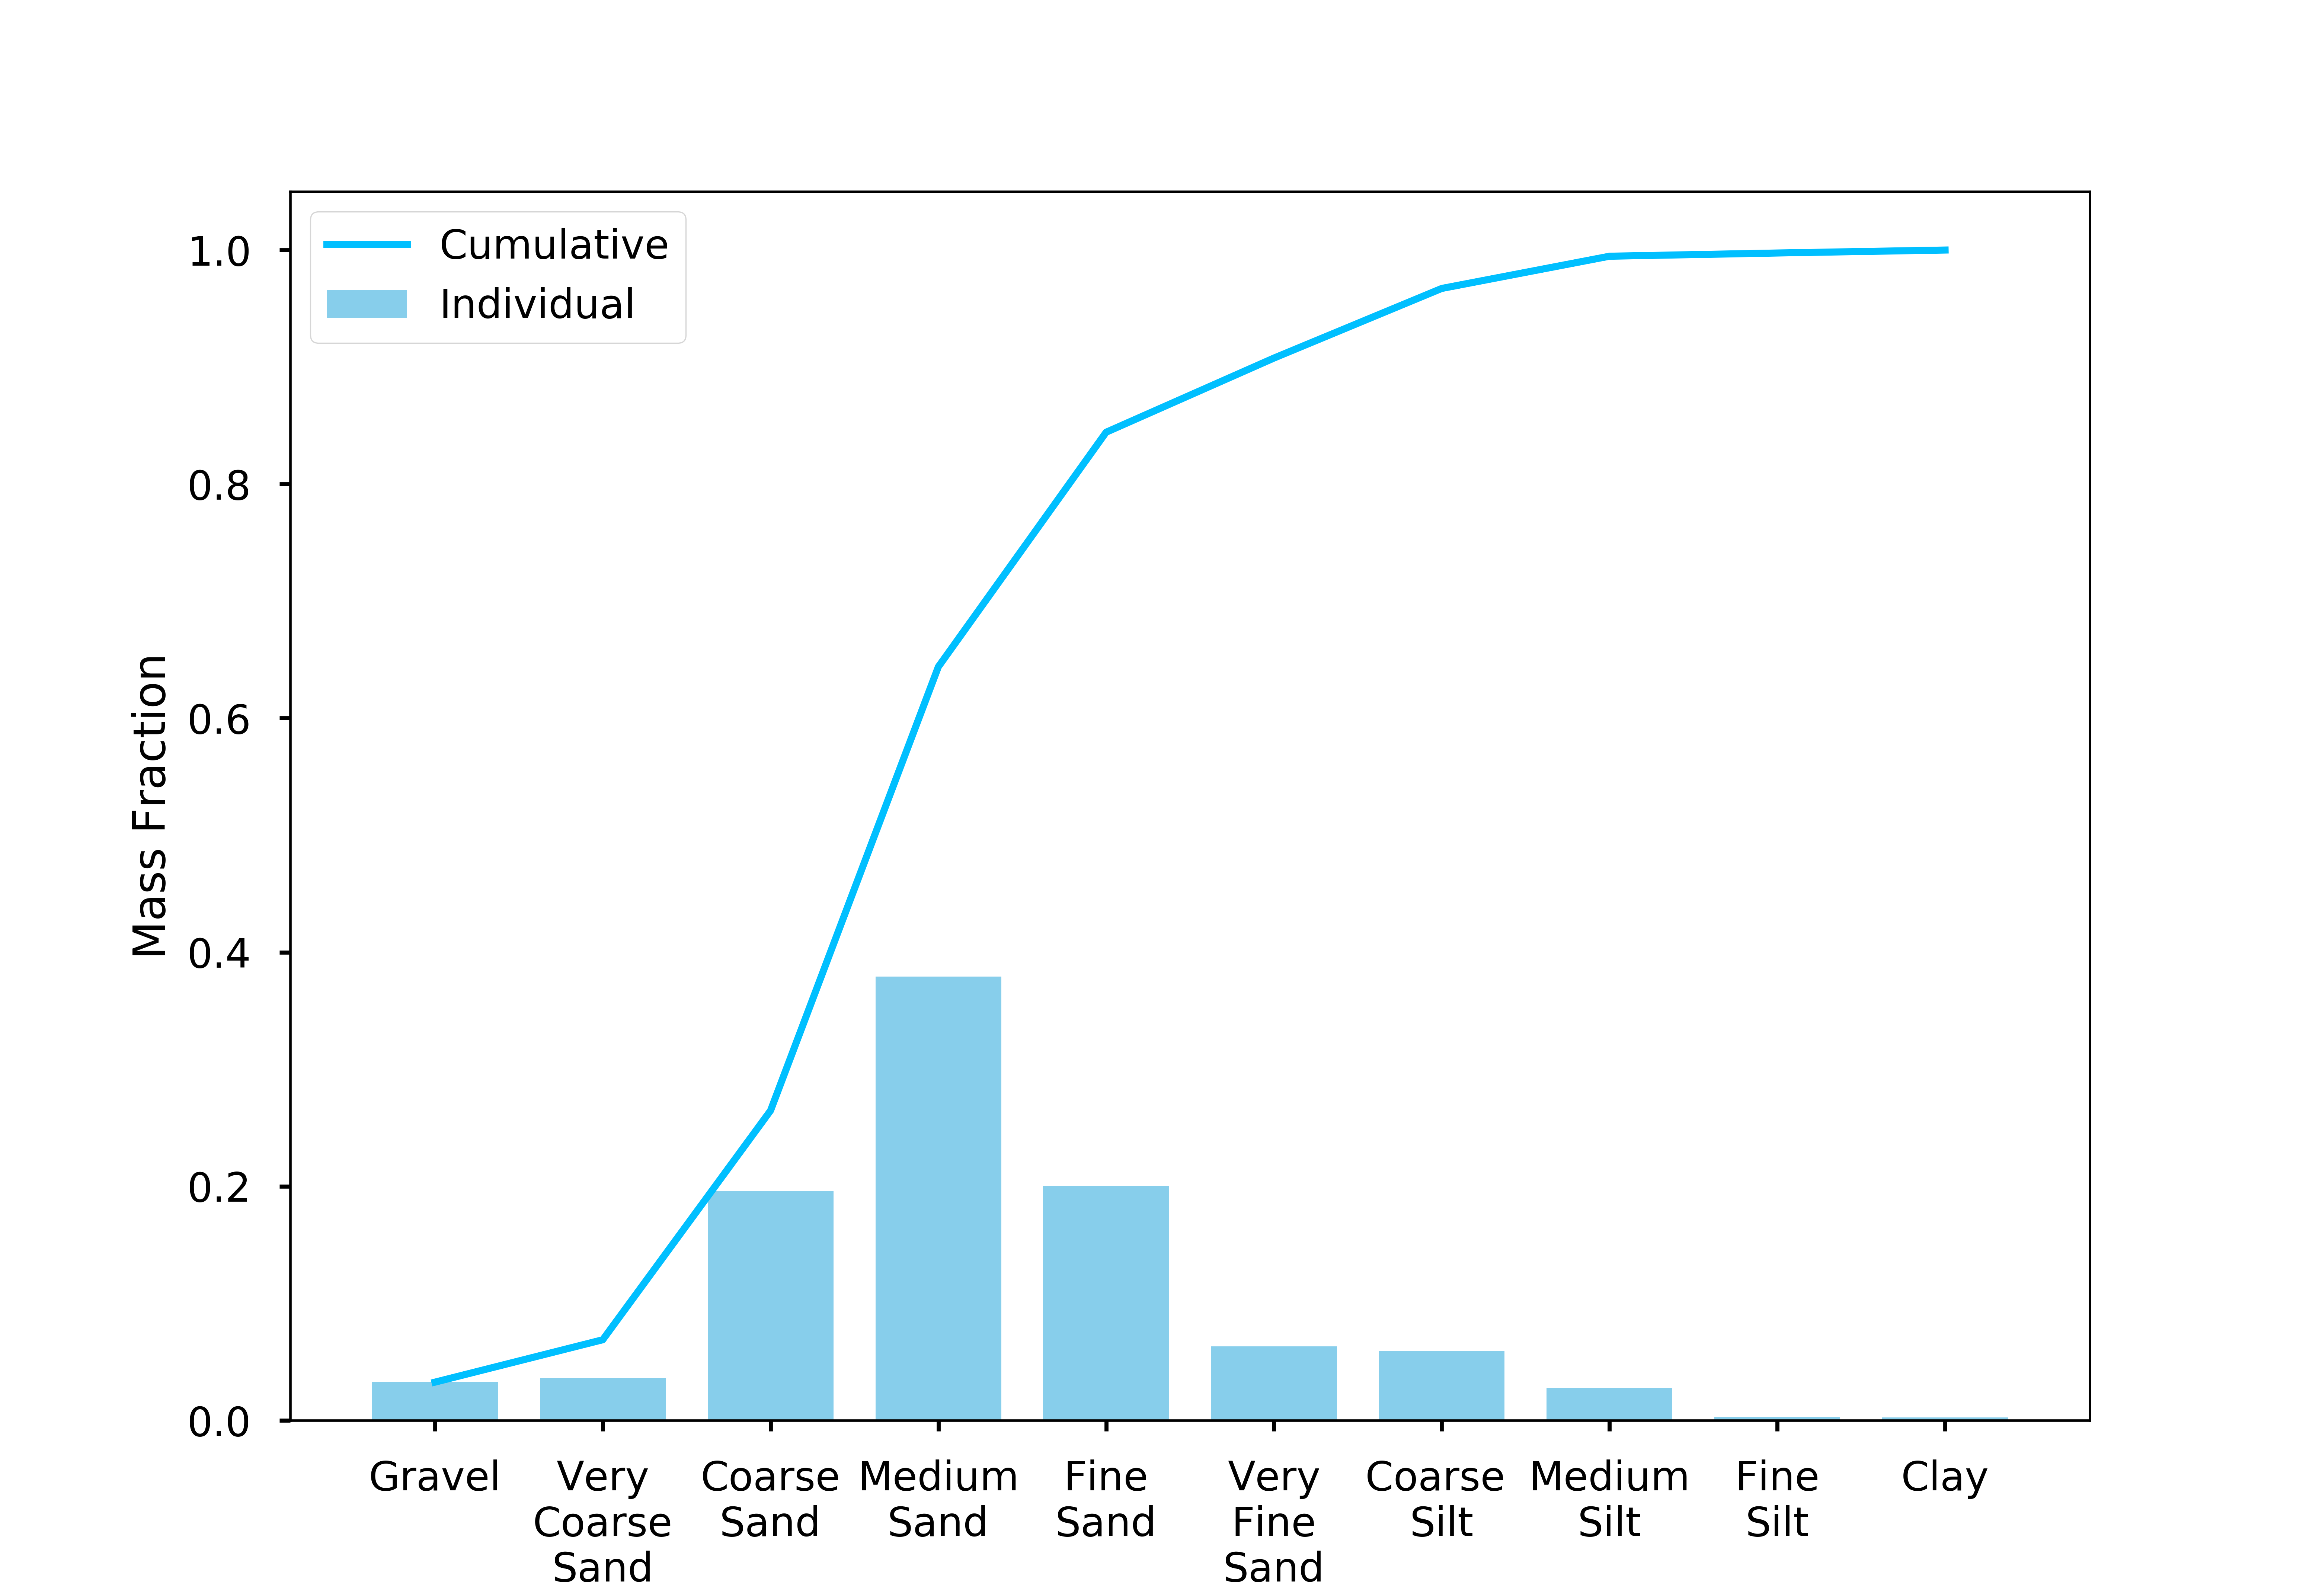 Cumulative
Individual
Mass Fraction
1.0
0.8
0.6
0.4
0.2
0.0
Gravel
Very
Coarse
Sand
Coarse
Sand
Medium
Sand
Fine
Sand
Very
Fine
Sand
Coarse
Silt
Medium
Silt
Fine
Silt
Clay